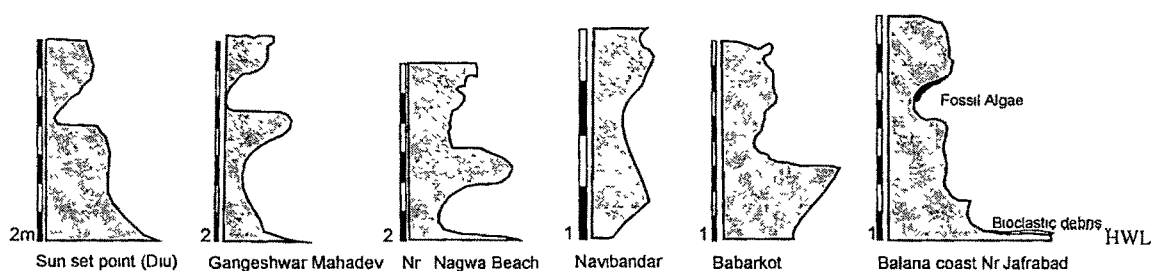 Fossil Algae
Bioclastic debris HWL
2m 2 2 1 1 1
Sun set point (Diu) Gangeshwar Mahadev Nr Nagwa Beach Navibandar Babarkot Balana coast Nr Jafrabad